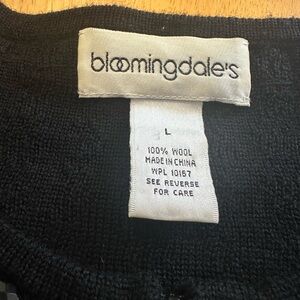 bloomingdale's
L
100% WOOL
MADE IN CHINA
WPL 10187
SEE REVERSE
FOR CARE